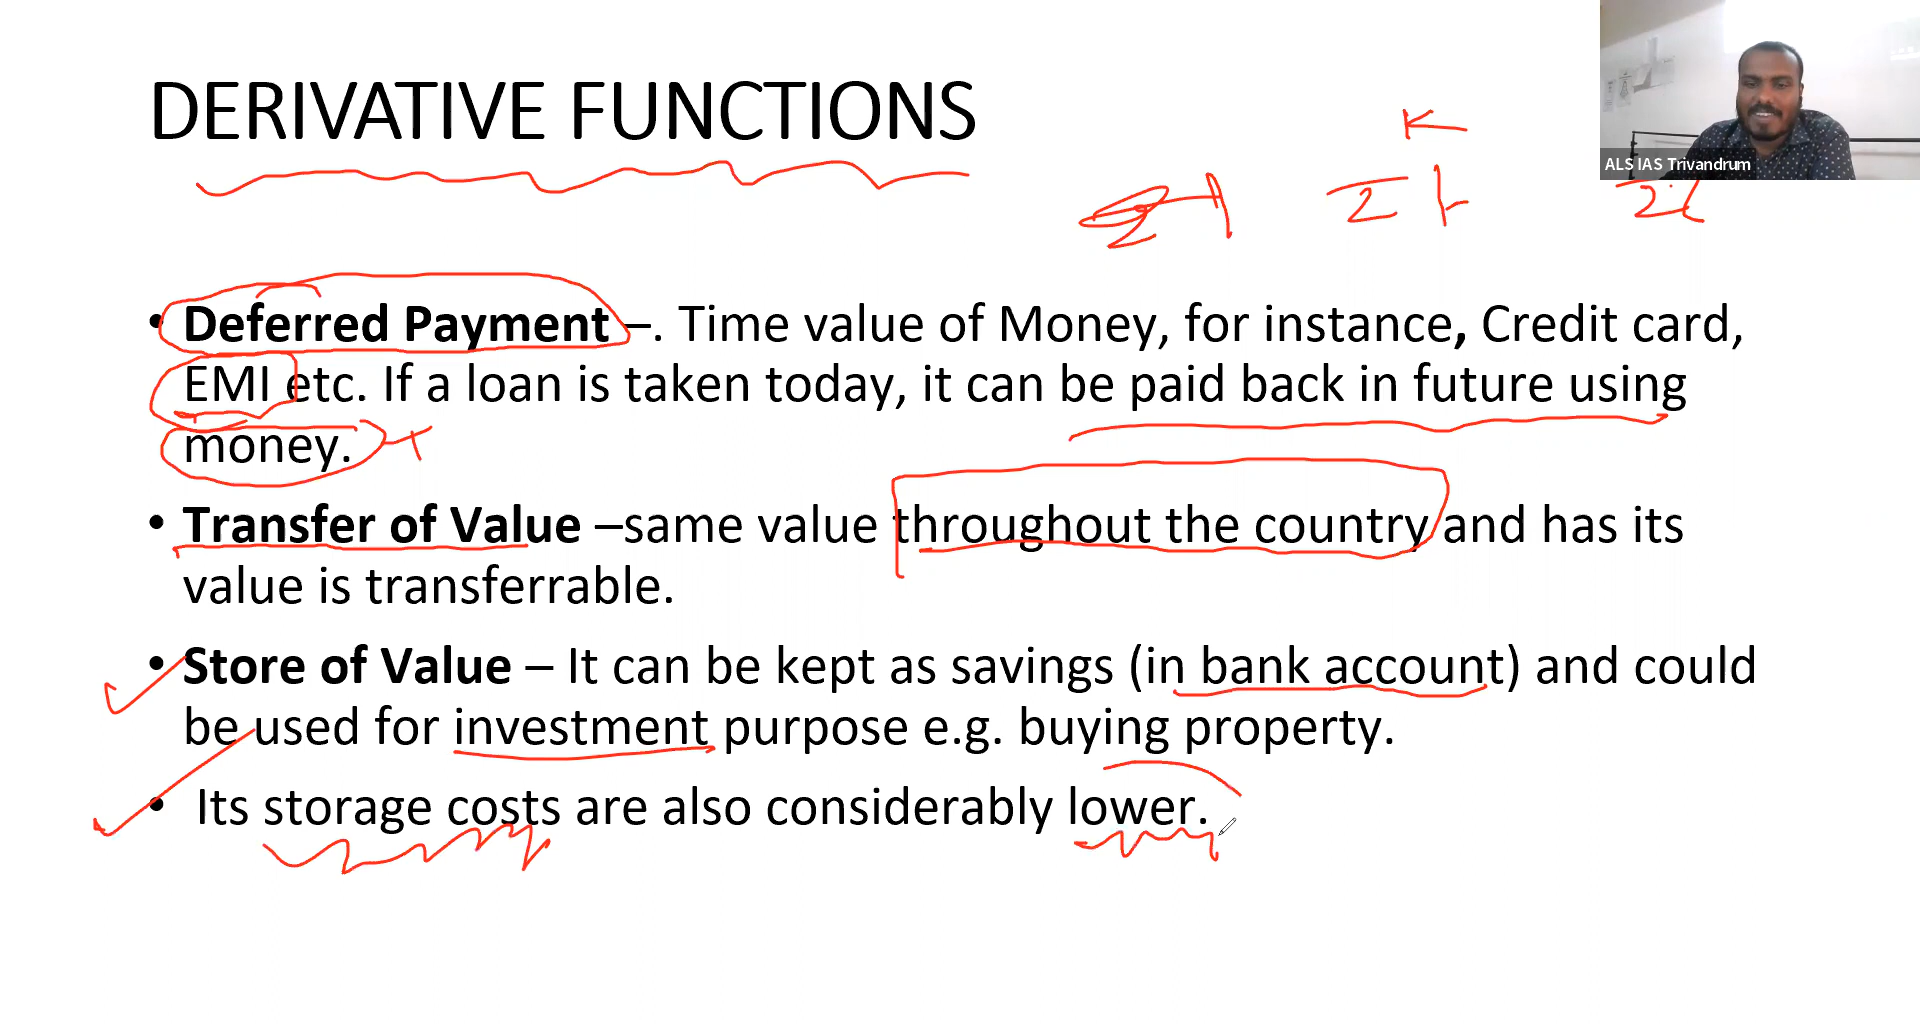 DERIVATIVE FUNCTIONS
ALS IAS Trivandrum
• Deferred Payment –. Time value of Money, for instance, Credit card,
EMI etc. If a loan is taken today, it can be paid back in future using
money.
• Transfer of Value –same value throughout the country and has its
value is transferrable.
• Store of Value – It can be kept as savings (in bank account) and could
be used for investment purpose e.g. buying property.
• Its storage costs are also considerably lower.